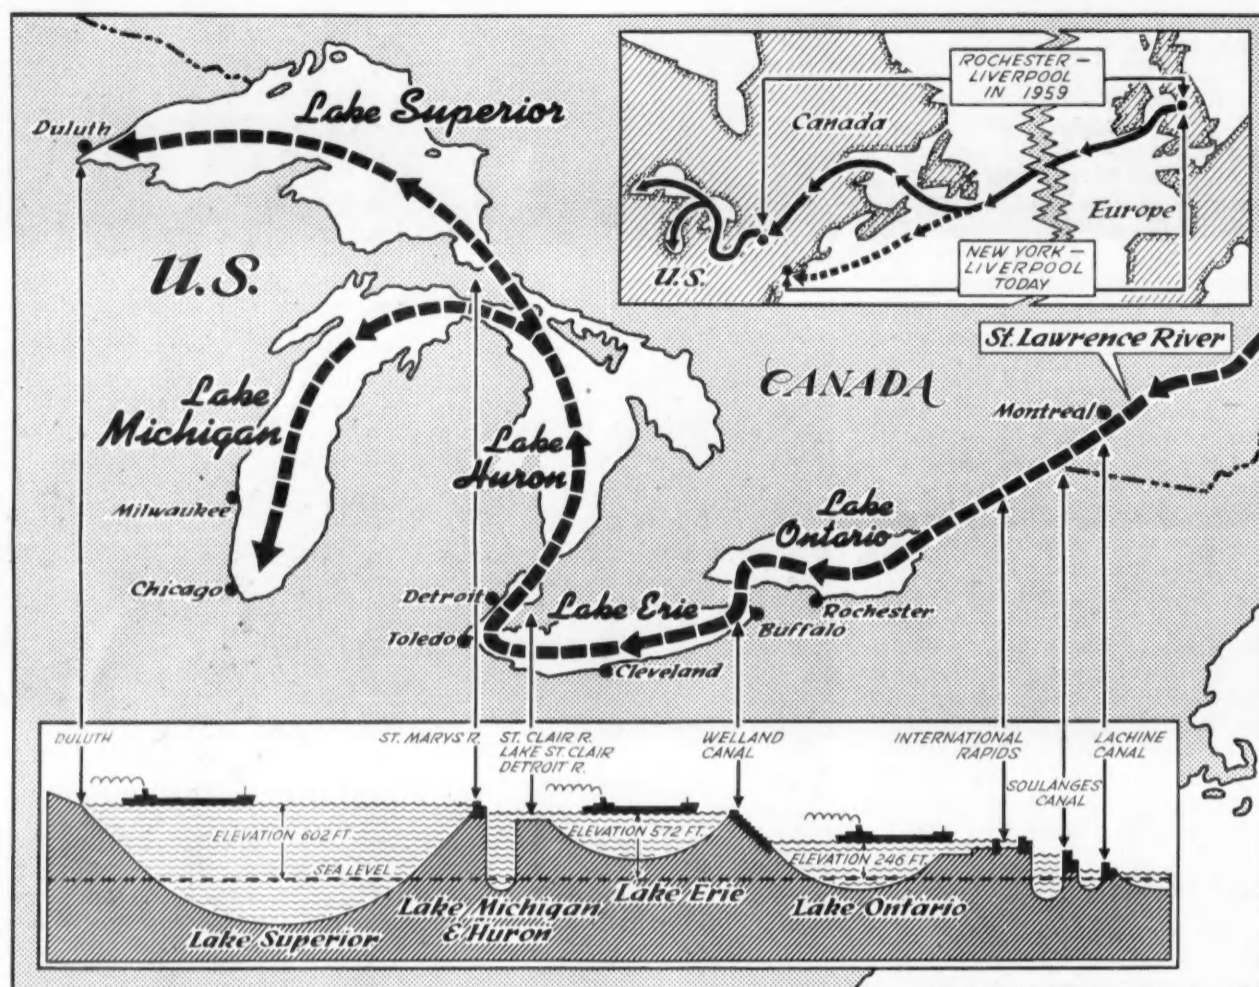 Lake Superior
Duluth
U.S.
Lake
Michigan
Milwaukee
Chicago
Lake
Huron
Detroit
Toledo
Lake Erie
Cleveland
Buffalo
Lake
Ontario
Rochester
CANADA
Montreal
St. Lawrence River
ROCHESTER –
LIVERPOOL
IN 1959
Canada
Europe
U.S.
NEW YORK –
LIVERPOOL
TODAY
DULUTH
ST. MARYS R.
ST. CLAIR R.
LAKE ST. CLAIR
DETROIT R.
WELLAND
CANAL
INTERNATIONAL
RAPIDS
SOULANGES
CANAL
LACHINE
CANAL
ELEVATION 602 FT.
ELEVATION 572 FT.
ELEVATION 246 FT.
SEA LEVEL
Lake Superior
Lake Michigan
& Huron
Lake Erie
Lake Ontario